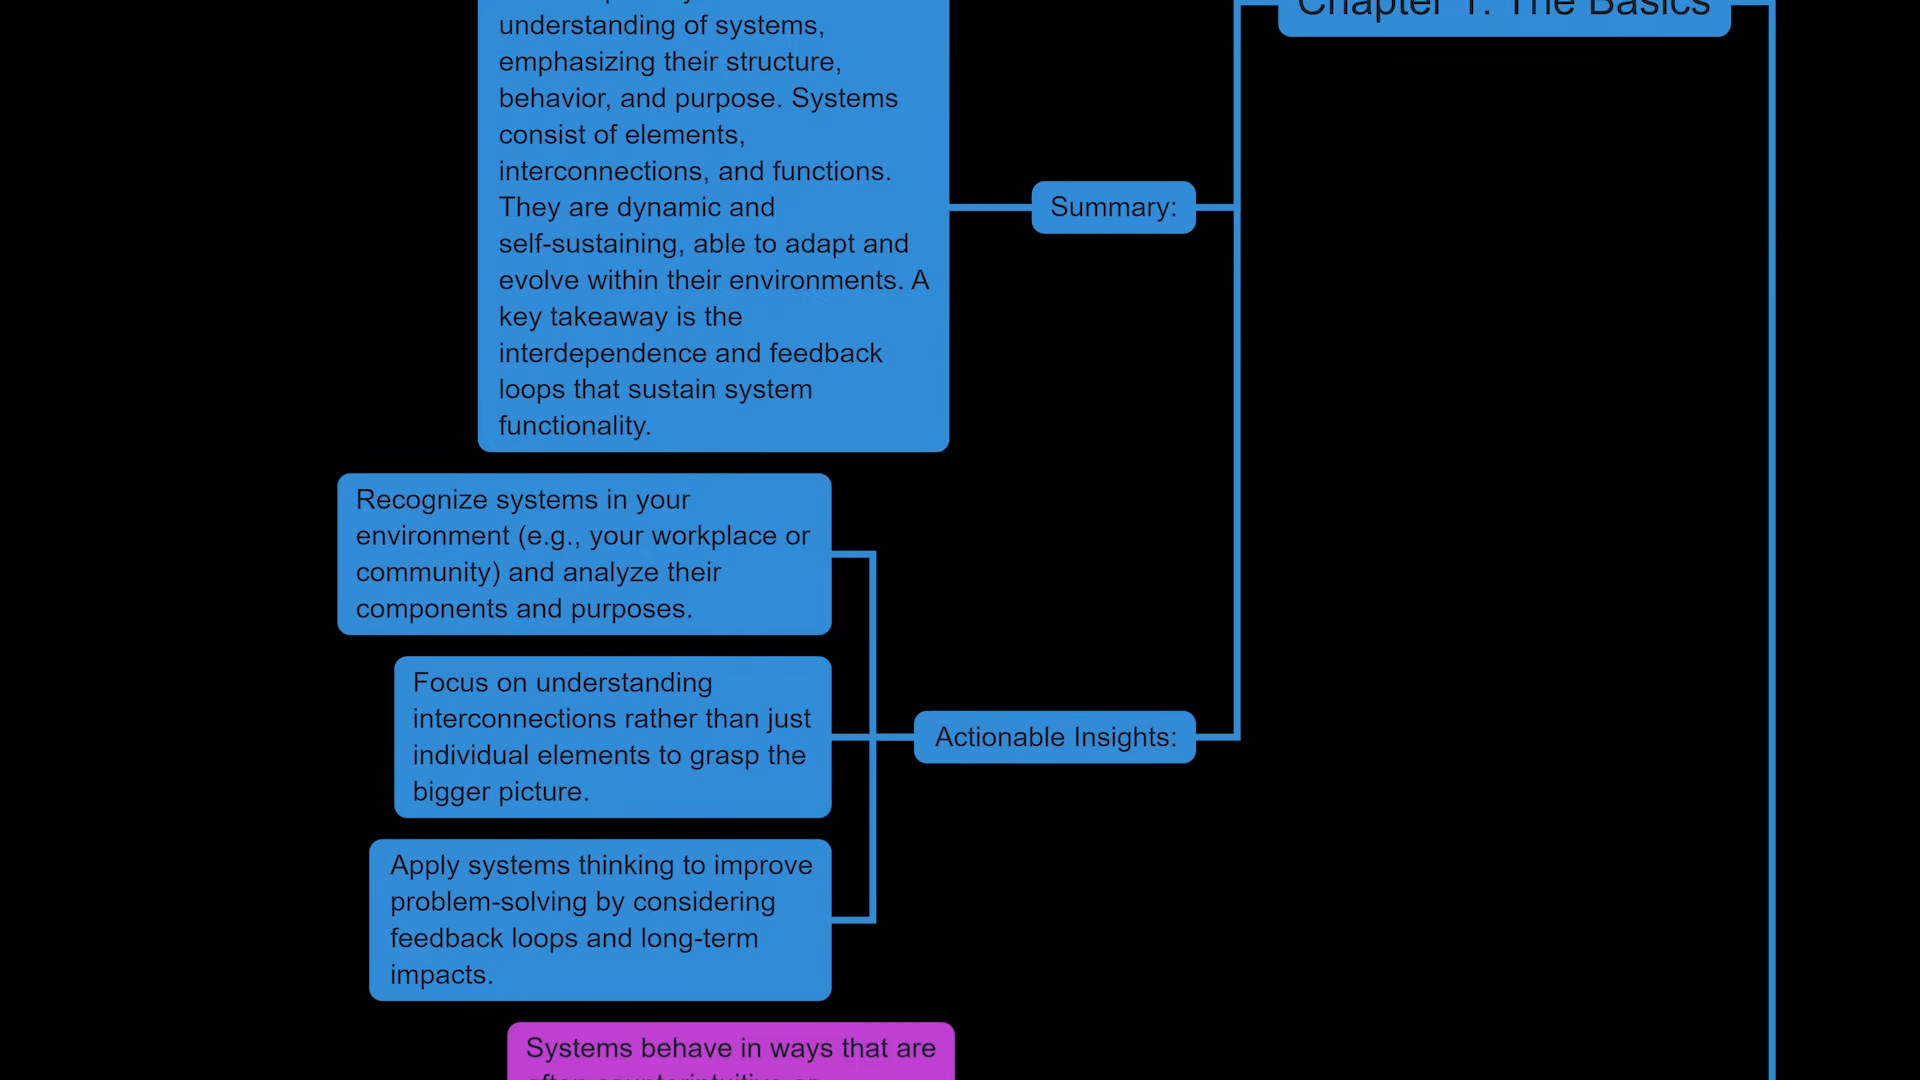 Chapter 1: The Basics
understanding of systems,
emphasizing their structure,
behavior, and purpose. Systems
consist of elements,
interconnections, and functions.
They are dynamic and
self-sustaining, able to adapt and
evolve within their environments. A
key takeaway is the
interdependence and feedback
loops that sustain system
functionality.
Summary:
Recognize systems in your
environment (e.g., your workplace or
community) and analyze their
components and purposes.
Focus on understanding
interconnections rather than just
individual elements to grasp the
bigger picture.
Actionable Insights:
Apply systems thinking to improve
problem-solving by considering
feedback loops and long-term
impacts.
Systems behave in ways that are